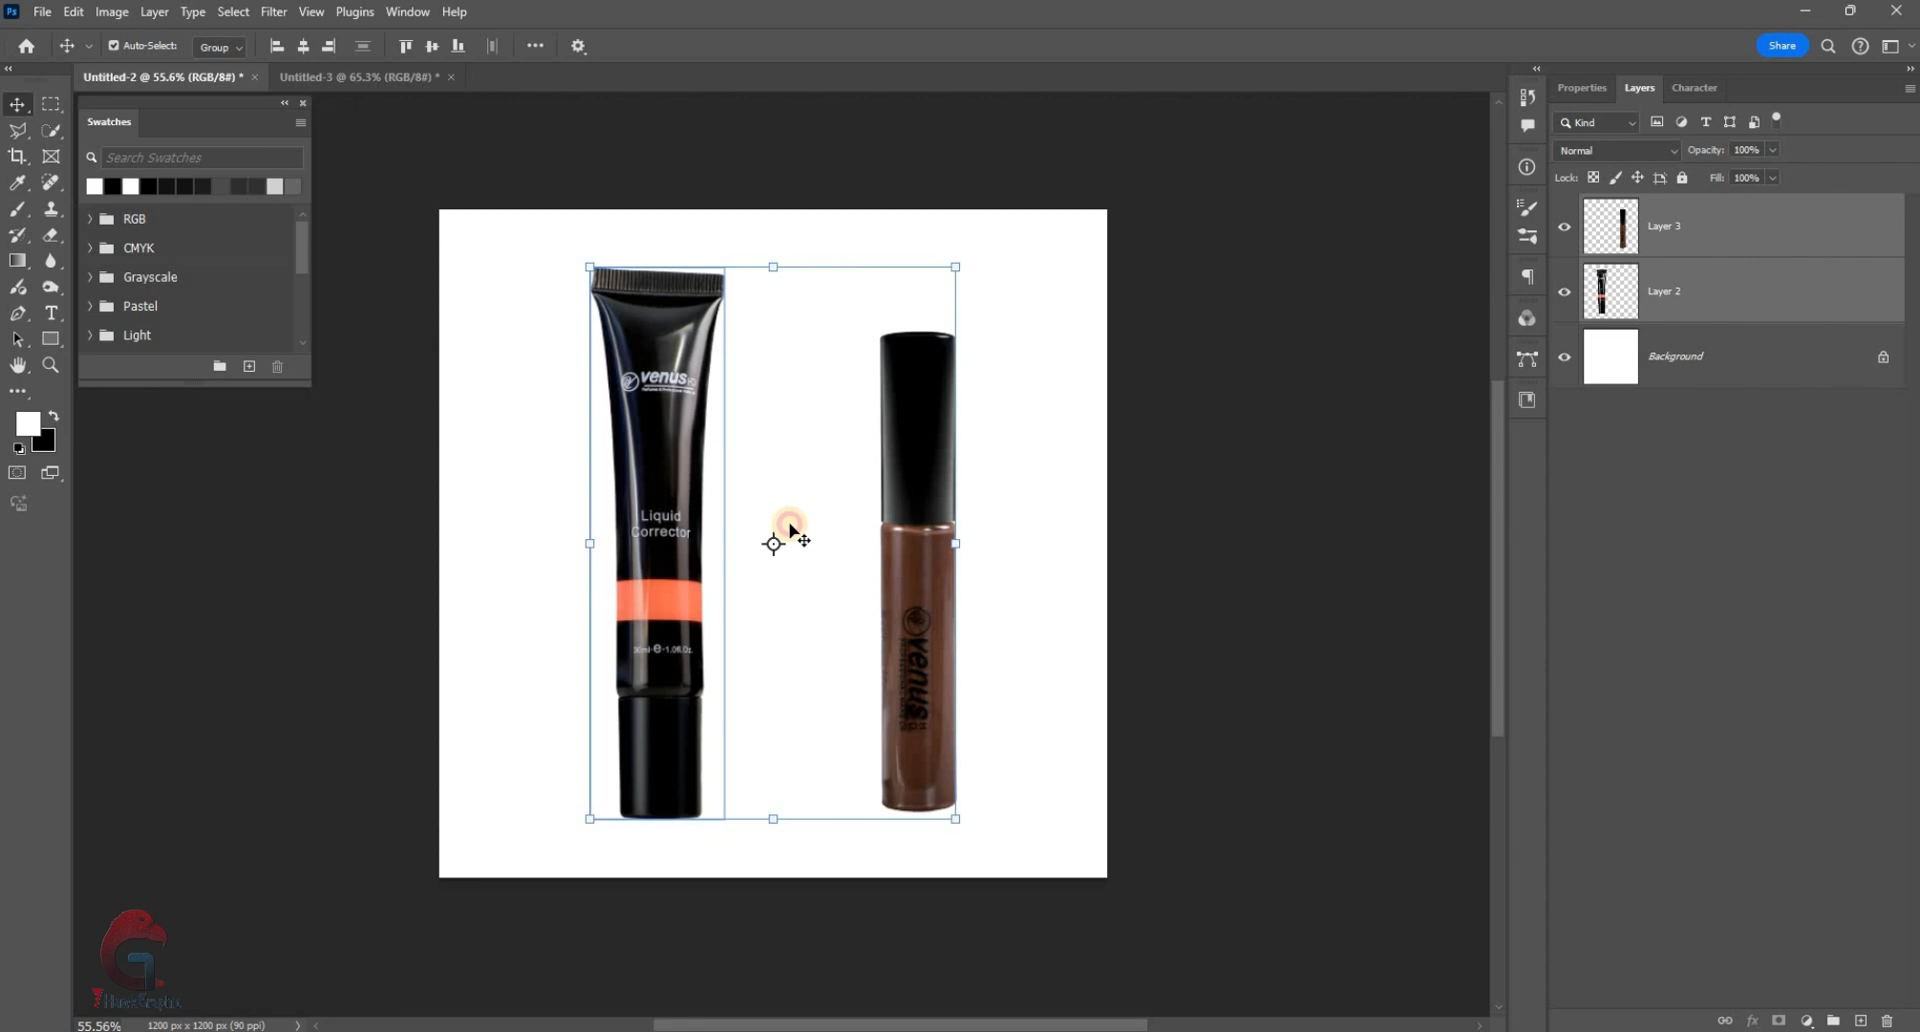 Ps File Edit Image Layer Type Select Filter View Plugins Window Help
Auto-Select: Group Share
Untitled-2 @ 55.6% (RGB/8#) * Untitled-3 @ 65.3% (RGB/8#) *
Swatches
Search Swatches
RGB
CMYK
Grayscale
Pastel
Light
venus
Liquid
Corrector
30ml-e-1.06.Oz.
venus
Properties Layers Character
Kind
Normal Opacity: 100%
Lock: Fill: 100%
Layer 3
Layer 2
Background
55.56% 1200 px x 1200 px (90 ppi)